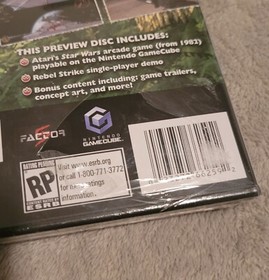 THIS PREVIEW DISC INCLUDES:
• Atari's Star Wars arcade game (from 1983)
playable on the Nintendo GameCube
• Rebel Strike single-player demo
• Bonus content including: game trailers,
concept art, and more!
FACTOR 5
NINTENDO
GAMECUBE
RATING PENDING
RP
ESRB
Visit www.esrb.org
or call 1-800-771-3772
for ratings
information.